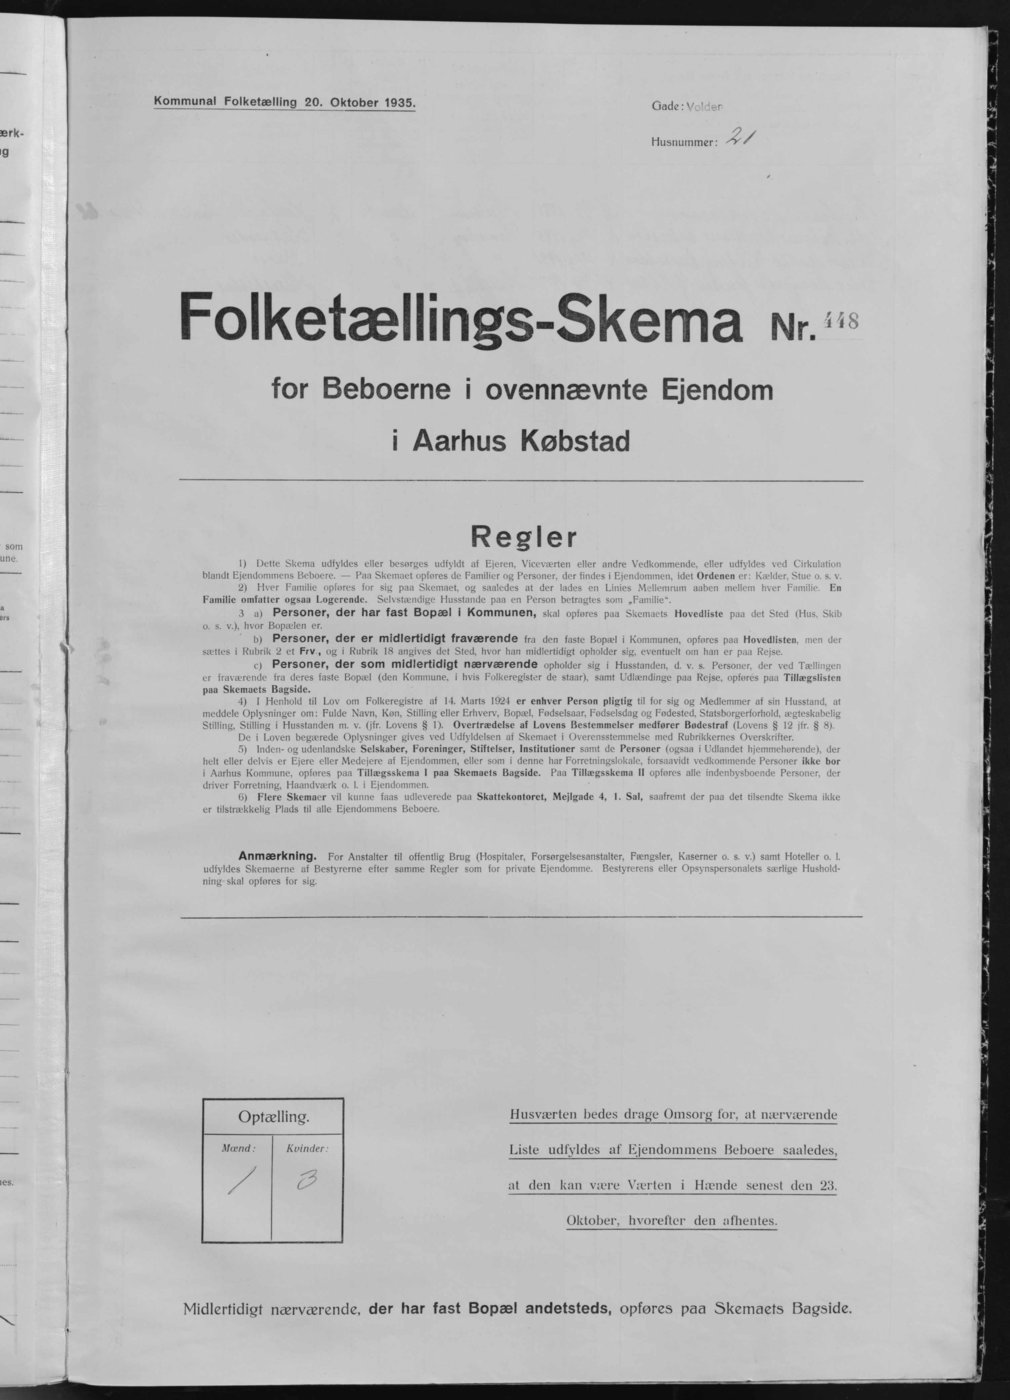 Kommunal Folketælling 20. Oktober 1935.
Gade: Volden
Husnummer: 21
Folketællings-Skema Nr. 448
for Beboerne i ovennævnte Ejendom
i Aarhus Købstad
Regler
1) Dette Skema udfyldes eller besørges udfyldt af Ejeren, Viceværten eller andre Vedkommende, eller udfyldes ved Cirkulation
blandt Ejendommens Beboere. — Paa Skemaet opføres de Familier og Personer, der findes i Ejendommen, idet Ordenen er: Kælder, Stue o. s. v.
2) Hver Familie opføres for sig paa Skemaet, og saaledes at der lades en Linies Mellemrum aaben mellem hver Familie. En
Familie omfatter ogsaa Logerende. Selvstændige Husstande paa en Person betragtes som „Familie“.
3 a) Personer, der har fast Bopæl i Kommunen, skal opføres paa Skemaets Hovedliste paa det Sted (Hus, Skib
o. s. v.), hvor Bopælen er.
b) Personer, der er midlertidigt fraværende fra den faste Bopæl i Kommunen, opføres paa Hovedlisten, men der
sættes i Rubrik 2 et Frv., og i Rubrik 18 angives det Sted, hvor han midlertidigt opholder sig, eventuelt om han er paa Rejse.
c) Personer, der som midlertidigt nærværende opholder sig i Husstanden, d. v. s. Personer, der ved Tællingen
er fraværende fra deres faste Bopæl (den Kommune, i hvis Folkeregister de staar), samt Udlændinge paa Rejse, opføres paa Tillægslisten
paa Skemaets Bagside.
4) I Henhold til Lov om Folkeregistre af 14. Marts 1924 er enhver Person pligtig til for sig og Medlemmer af sin Husstand, at
meddele Oplysninger om: Fulde Navn, Køn, Stilling eller Erhverv, Bopæl, Fødselsaar, Fødselsdag og Fødested, Statsborgerforhold, ægteskabelig
Stilling, Stilling i Husstanden m. v. (jfr. Lovens § 1). Overtrædelse af Lovens Bestemmelser medfører Bødestraf (Lovens § 12 jfr. § 8).
De i Loven begærede Oplysninger gives ved Udfyldelsen af Skemaet i Overensstemmelse med Rubrikkernes Overskrifter.
5) Inden- og udenlandske Selskaber, Foreninger, Stiftelser, Institutioner samt de Personer (ogsaa i Udlandet hjemmehørende), der
helt eller delvis er Ejere eller Medejere af Ejendommen, eller som i denne har Forretningslokale, forsaavidt vedkommende Personer ikke bor
i Aarhus Kommune, opføres paa Tillægsskema I paa Skemaets Bagside. Paa Tillægsskema II opføres alle indenbysboende Personer, der
driver Forretning, Haandværk o. l. i Ejendommen.
6) Flere Skemaer vil kunne faas udleverede paa Skattekontoret, Mejlgade 4, 1. Sal, saafremt der paa det tilsendte Skema ikke
er tilstrækkelig Plads til alle Ejendommens Beboere.
Anmærkning. For Anstalter til offentlig Brug (Hospitaler, Forsørgelsesanstalter, Fængsler, Kaserner o. s. v.) samt Hoteller o. l.
udfyldes Skemaerne af Bestyrerne efter samme Regler som for private Ejendomme. Bestyrerens eller Opsynspersonalets særlige Hushold-
ning skal opføres for sig.
Optælling.
Mænd: Kvinder:
1 3
Husværten bedes drage Omsorg for, at nærværende
Liste udfyldes af Ejendommens Beboere saaledes,
at den kan være Værten i Hænde senest den 23.
Oktober, hvorefter den afhentes.
Midlertidigt nærværende, der har fast Bopæl andetsteds, opføres paa Skemaets Bagside.